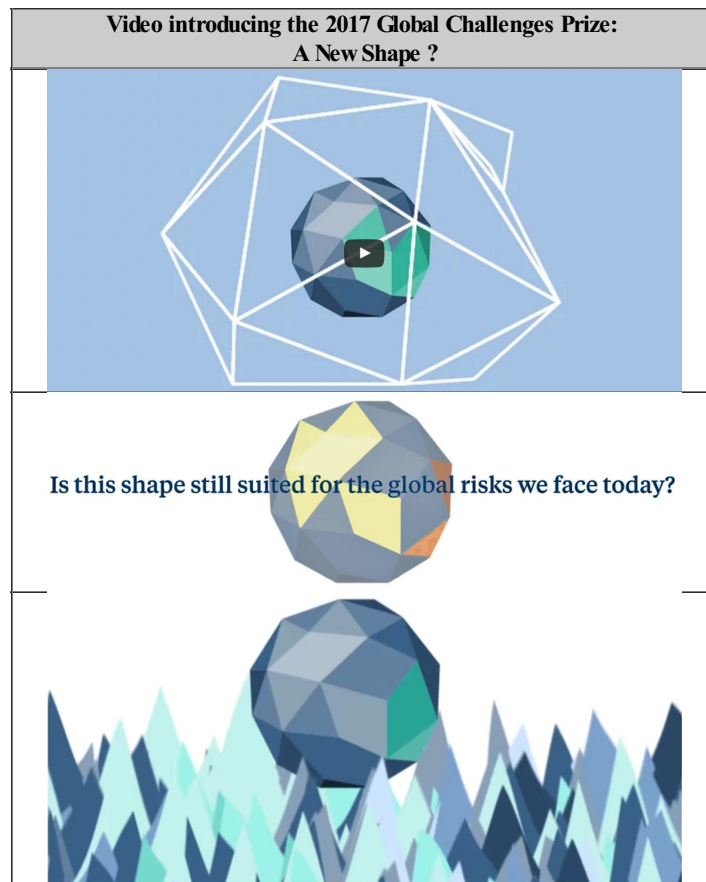 Video introducing the 2017 Global Challenges Prize:
A New Shape ?
Is this shape still suited for the global risks we face today?